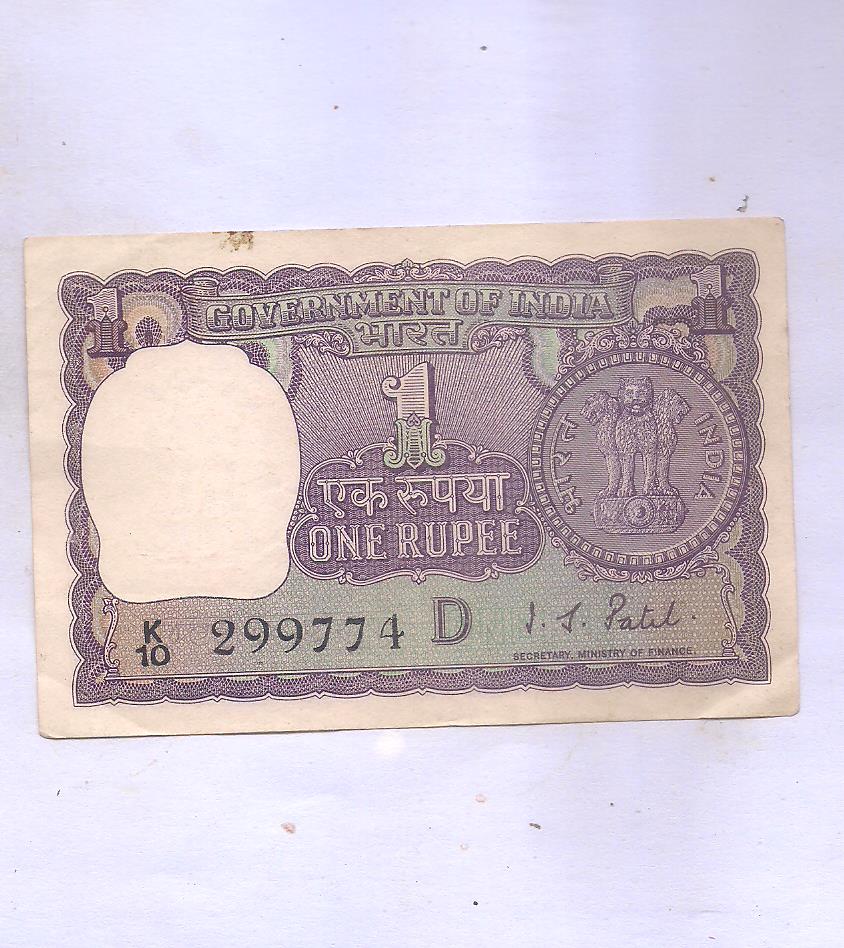 1 GOVERNMENT OF INDIA 1
भारत
1
भारत INDIA
एक रुपया
ONE RUPEE
K/10 299774 D I. G. Patel.
SECRETARY, MINISTRY OF FINANCE.